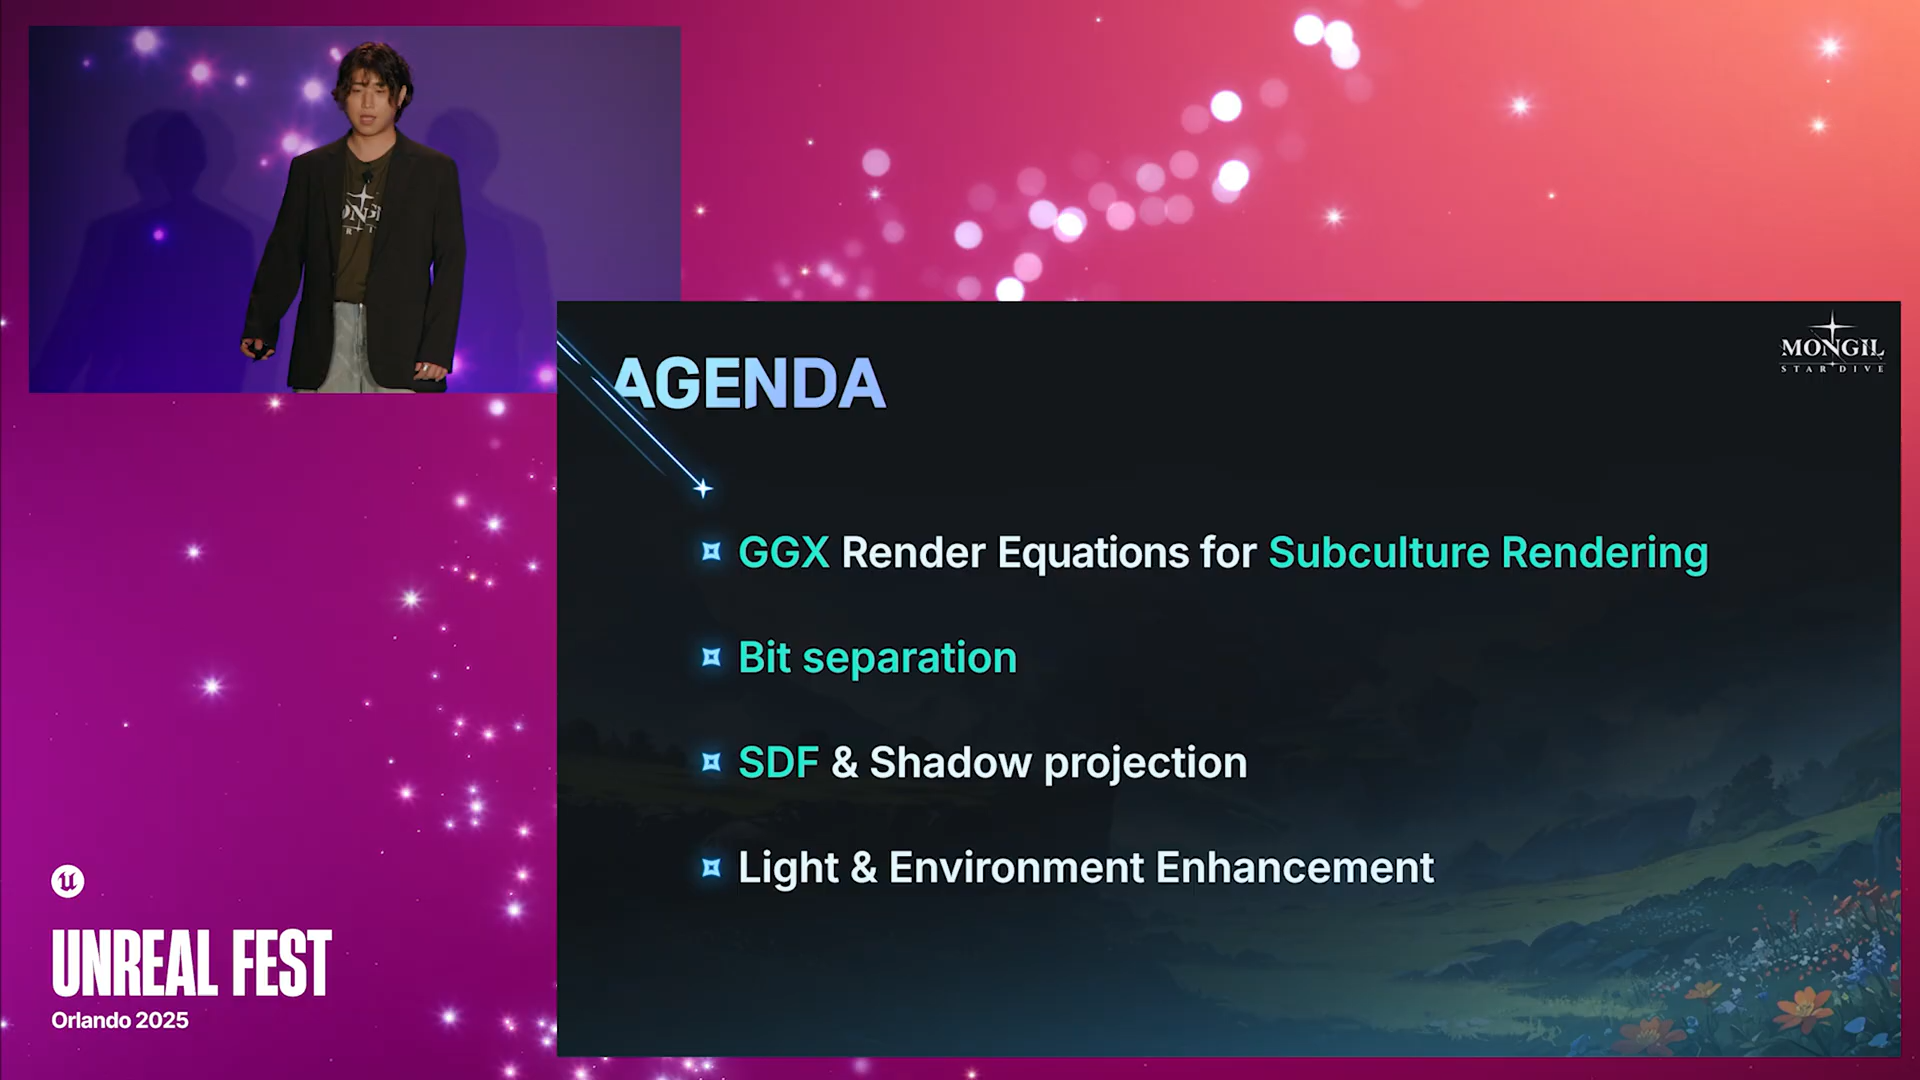 AGENDA
MONGIL
STAR DIVE
GGX Render Equations for Subculture Rendering
Bit separation
SDF & Shadow projection
Light & Environment Enhancement
UNREAL FEST
Orlando 2025